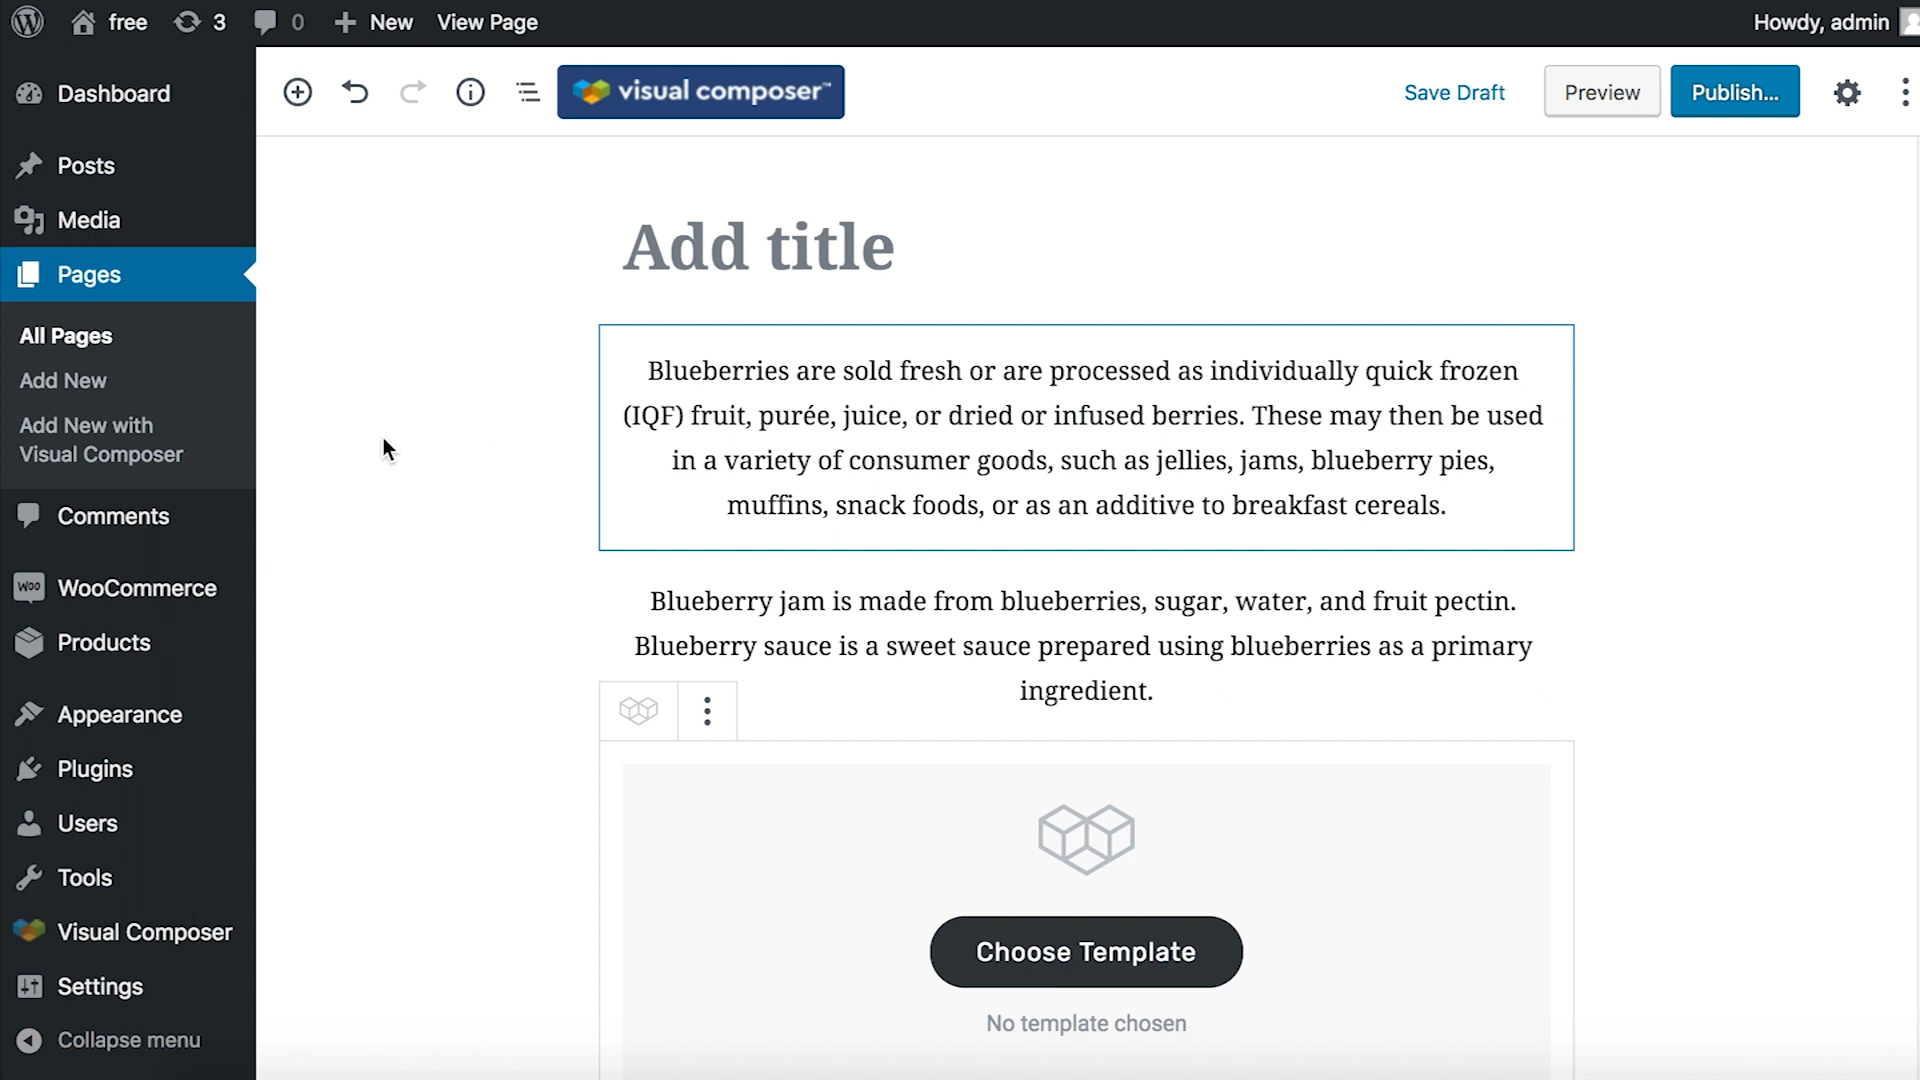 free
3
0
New
View Page
Howdy, admin
Dashboard
Posts
Media
Pages
All Pages
Add New
Add New with
Visual Composer
Comments
WOO
WooCommerce
Products
Appearance
Plugins
Users
Tools
Visual Composer
Settings
Collapse menu
visual composer™
Save Draft
Preview
Publish...
Add title
Blueberries are sold fresh or are processed as individually quick frozen
(IQF) fruit, purée, juice, or dried or infused berries. These may then be used
in a variety of consumer goods, such as jellies, jams, blueberry pies,
muffins, snack foods, or as an additive to breakfast cereals.
Blueberry jam is made from blueberries, sugar, water, and fruit pectin.
Blueberry sauce is a sweet sauce prepared using blueberries as a primary
ingredient.
Choose Template
No template chosen